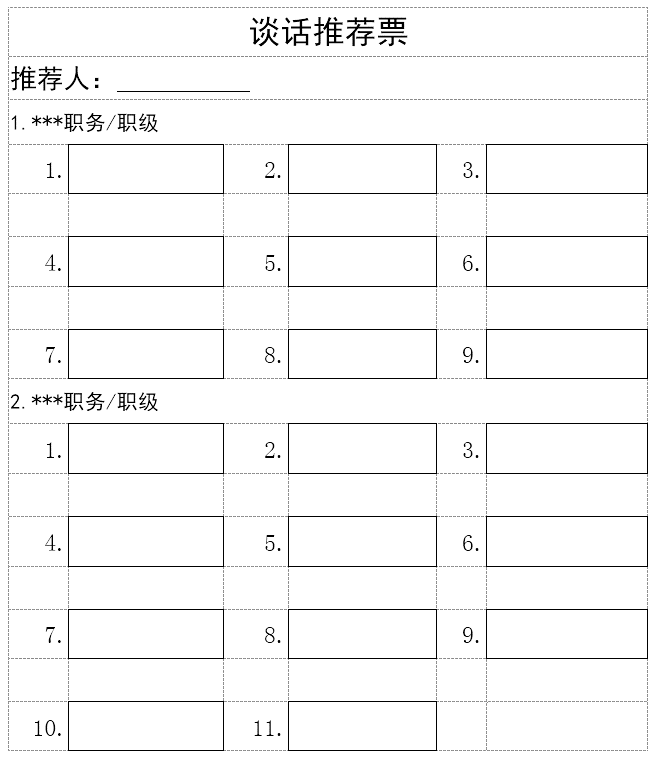 谈话推荐票
推荐人：__________
1.***职务/职级
1. 2. 3.
4. 5. 6.
7. 8. 9.
2.***职务/职级
1. 2. 3.
4. 5. 6.
7. 8. 9.
10. 11.